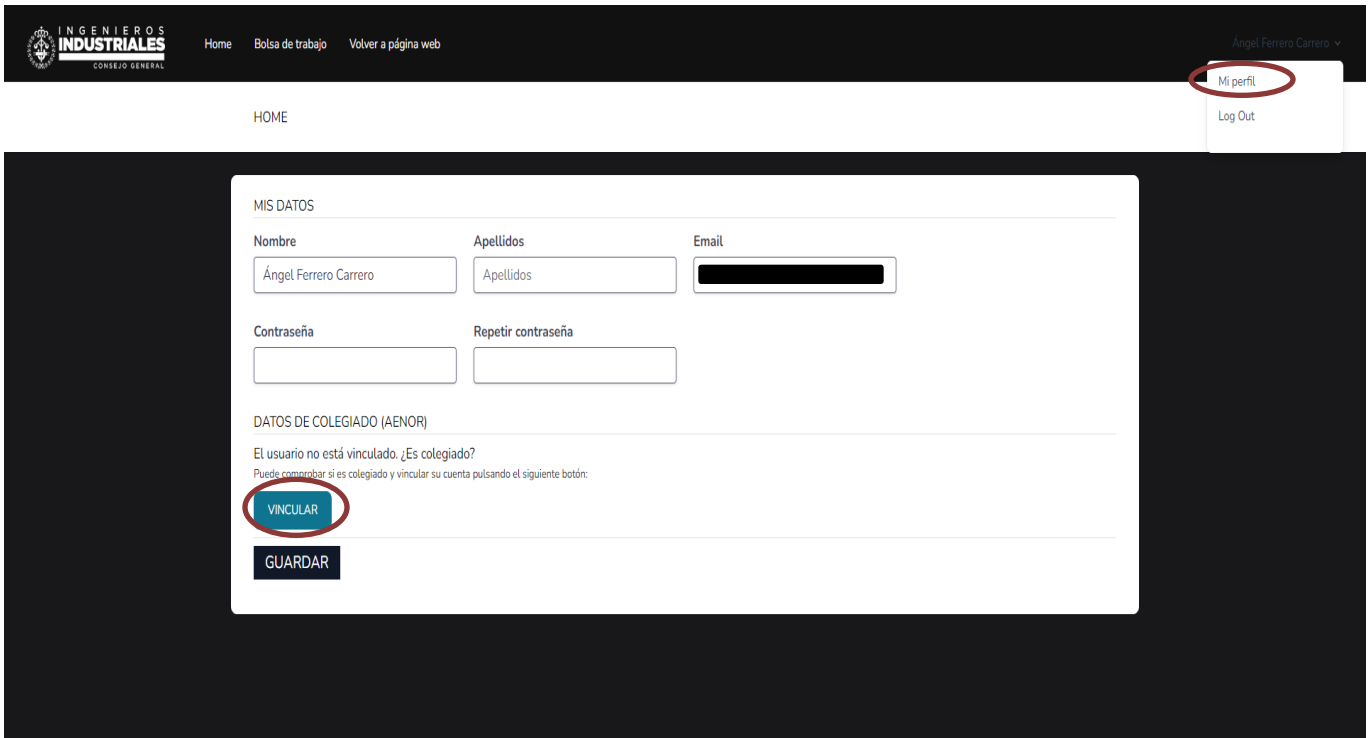 INGENIEROS
INDUSTRIALES
CONSEJO GENERAL
Home Bolsa de trabajo Volver a página web
Ángel Ferrero Carrero
Mi perfil
Log Out
HOME
MIS DATOS
Nombre Apellidos Email
Ángel Ferrero Carrero Apellidos
Contraseña Repetir contraseña
DATOS DE COLEGIADO (AENOR)
El usuario no está vinculado. ¿Es colegiado?
Puede comprobar si es colegiado y vincular su cuenta pulsando el siguiente botón:
VINCULAR
GUARDAR